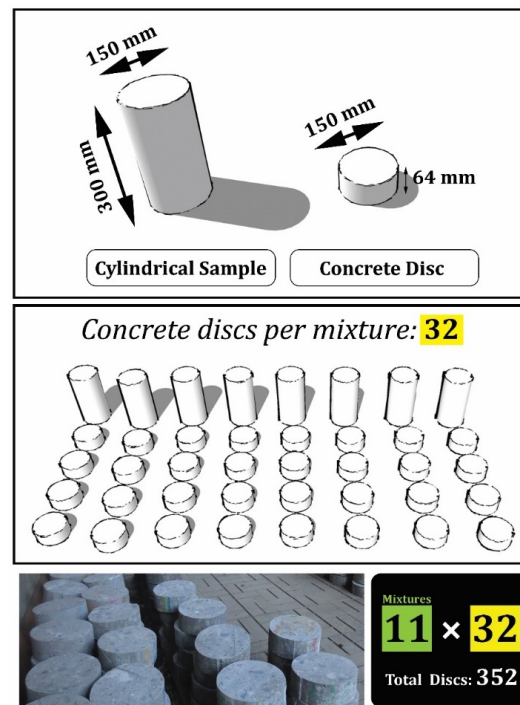 150 mm
300 mm
150 mm
64 mm
Cylindrical Sample
Concrete Disc
Concrete discs per mixture: 32
Mixtures
11 × 32
Total Discs: 352